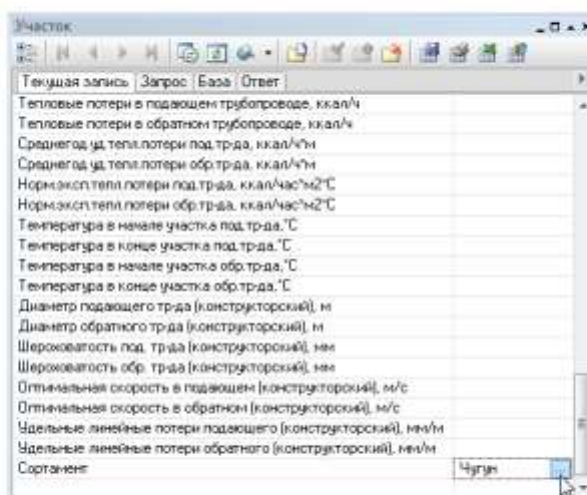 Участок
Текущая запись Запрос База Ответ
Тепловые потери в подающем трубопроводе, ккал/ч
Тепловые потери в обратном трубопроводе, ккал/ч
Среднегод.уд.тепл.потери под.тр-да, ккал/ч*м
Среднегод.уд.тепл.потери обр.тр-да, ккал/ч*м
Норм.эксп.тепл.потери под.тр-да, ккал/час*м2*°С
Норм.эксп.тепл.потери обр.тр-да, ккал/час*м2*°С
Температура в начале участка под.тр-да,°С
Температура в конце участка под.тр-да,°С
Температура в начале участка обр.тр-да,°С
Температура в конце участка обр.тр-да,°С
Диаметр подающего тр-да (конструкторский), м
Диаметр обратного тр-да (конструкторский), м
Шероховатость под. тр-да (конструкторский), мм
Шероховатость обр. тр-да (конструкторский), мм
Оптимальная скорость в подающем (конструкторский), м/с
Оптимальная скорость в обратном (конструкторский), м/с
Удельные линейные потери подающего (конструкторский), мм/м
Удельные линейные потери обратного (конструкторский), мм/м
Сортамент Чугун ...